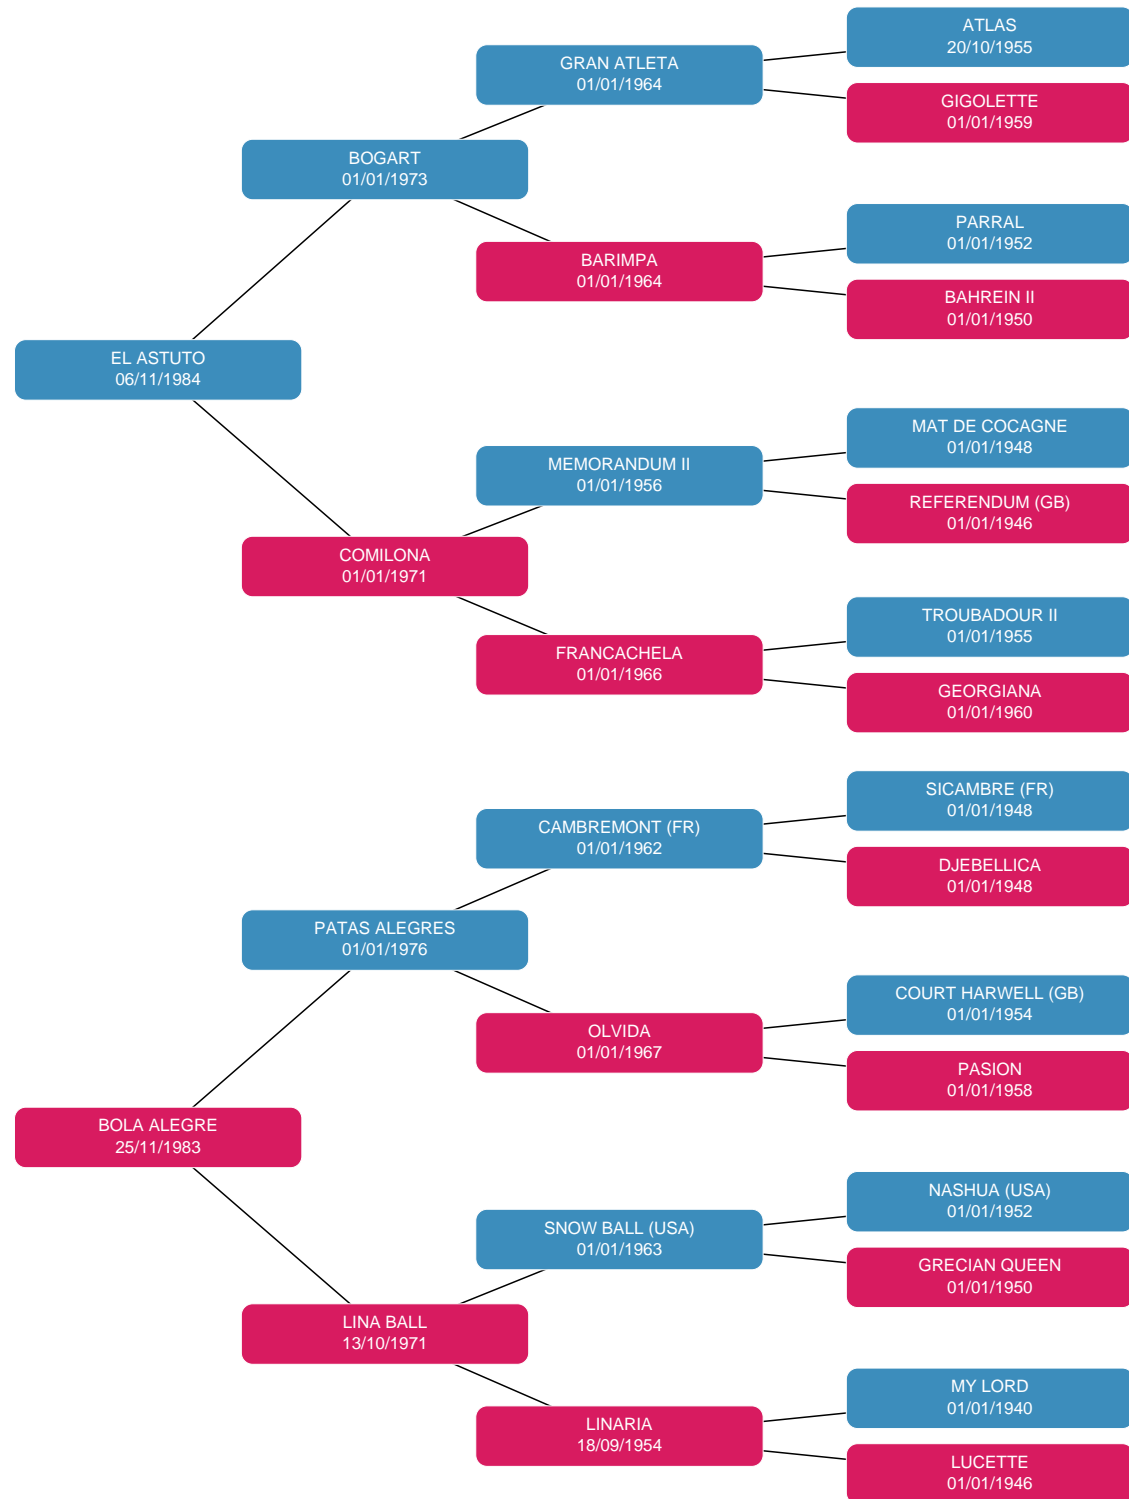 ATLAS
20/10/1955
GRAN ATLETA
01/01/1964
GIGOLETTE
01/01/1959
BOGART
01/01/1973
PARRAL
01/01/1952
BARIMPA
01/01/1964
BAHREIN II
01/01/1950
EL ASTUTO
06/11/1984
MAT DE COCAGNE
01/01/1948
MEMORANDUM II
01/01/1956
REFERENDUM (GB)
01/01/1946
COMILONA
01/01/1971
TROUBADOUR II
01/01/1955
FRANCACHELA
01/01/1966
GEORGIANA
01/01/1960
SICAMBRE (FR)
01/01/1948
CAMBREMONT (FR)
01/01/1962
DJEBELLICA
01/01/1948
PATAS ALEGRES
01/01/1976
COURT HARWELL (GB)
01/01/1954
OLVIDA
01/01/1967
PASION
01/01/1958
BOLA ALEGRE
25/11/1983
NASHUA (USA)
01/01/1952
SNOW BALL (USA)
01/01/1963
GRECIAN QUEEN
01/01/1950
LINA BALL
13/10/1971
MY LORD
01/01/1940
LINARIA
18/09/1954
LUCETTE
01/01/1946